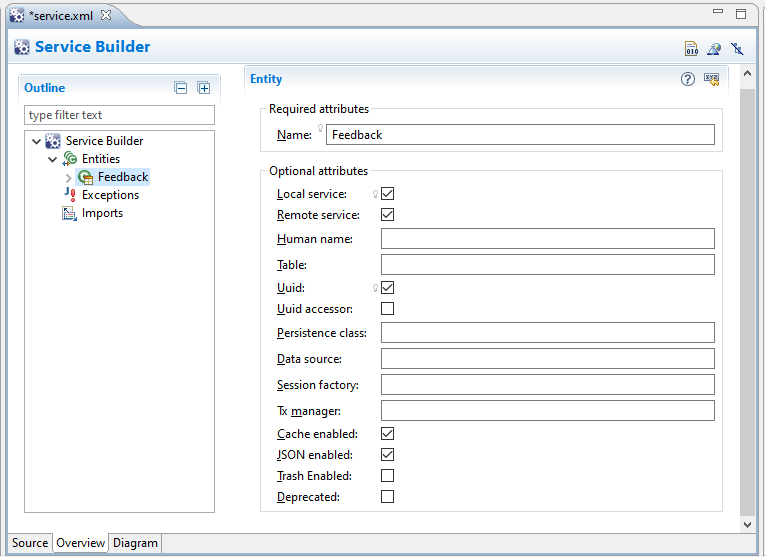 *service.xml
Service Builder
Outline
type filter text
Service Builder
Entities
Feedback
Exceptions
Imports
Entity
Required attributes
Name: Feedback
Optional attributes
Local service:
Remote service:
Human name:
Table:
Uuid:
Uuid accessor:
Persistence class:
Data source:
Session factory:
Tx manager:
Cache enabled:
JSON enabled:
Trash Enabled:
Deprecated:
Source Overview Diagram